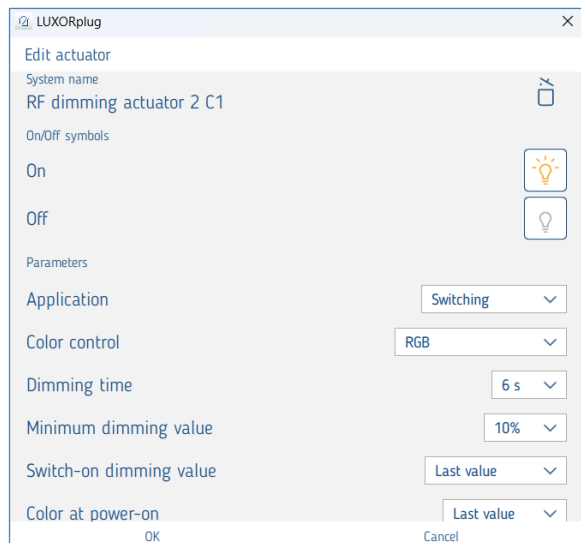 LUXORplug
Edit actuator
System name
RF dimming actuator 2 C1
On/Off symbols
On
Off
Parameters
Application Switching
Color control RGB
Dimming time 6 s
Minimum dimming value 10%
Switch-on dimming value Last value
Color at power-on Last value
OK Cancel